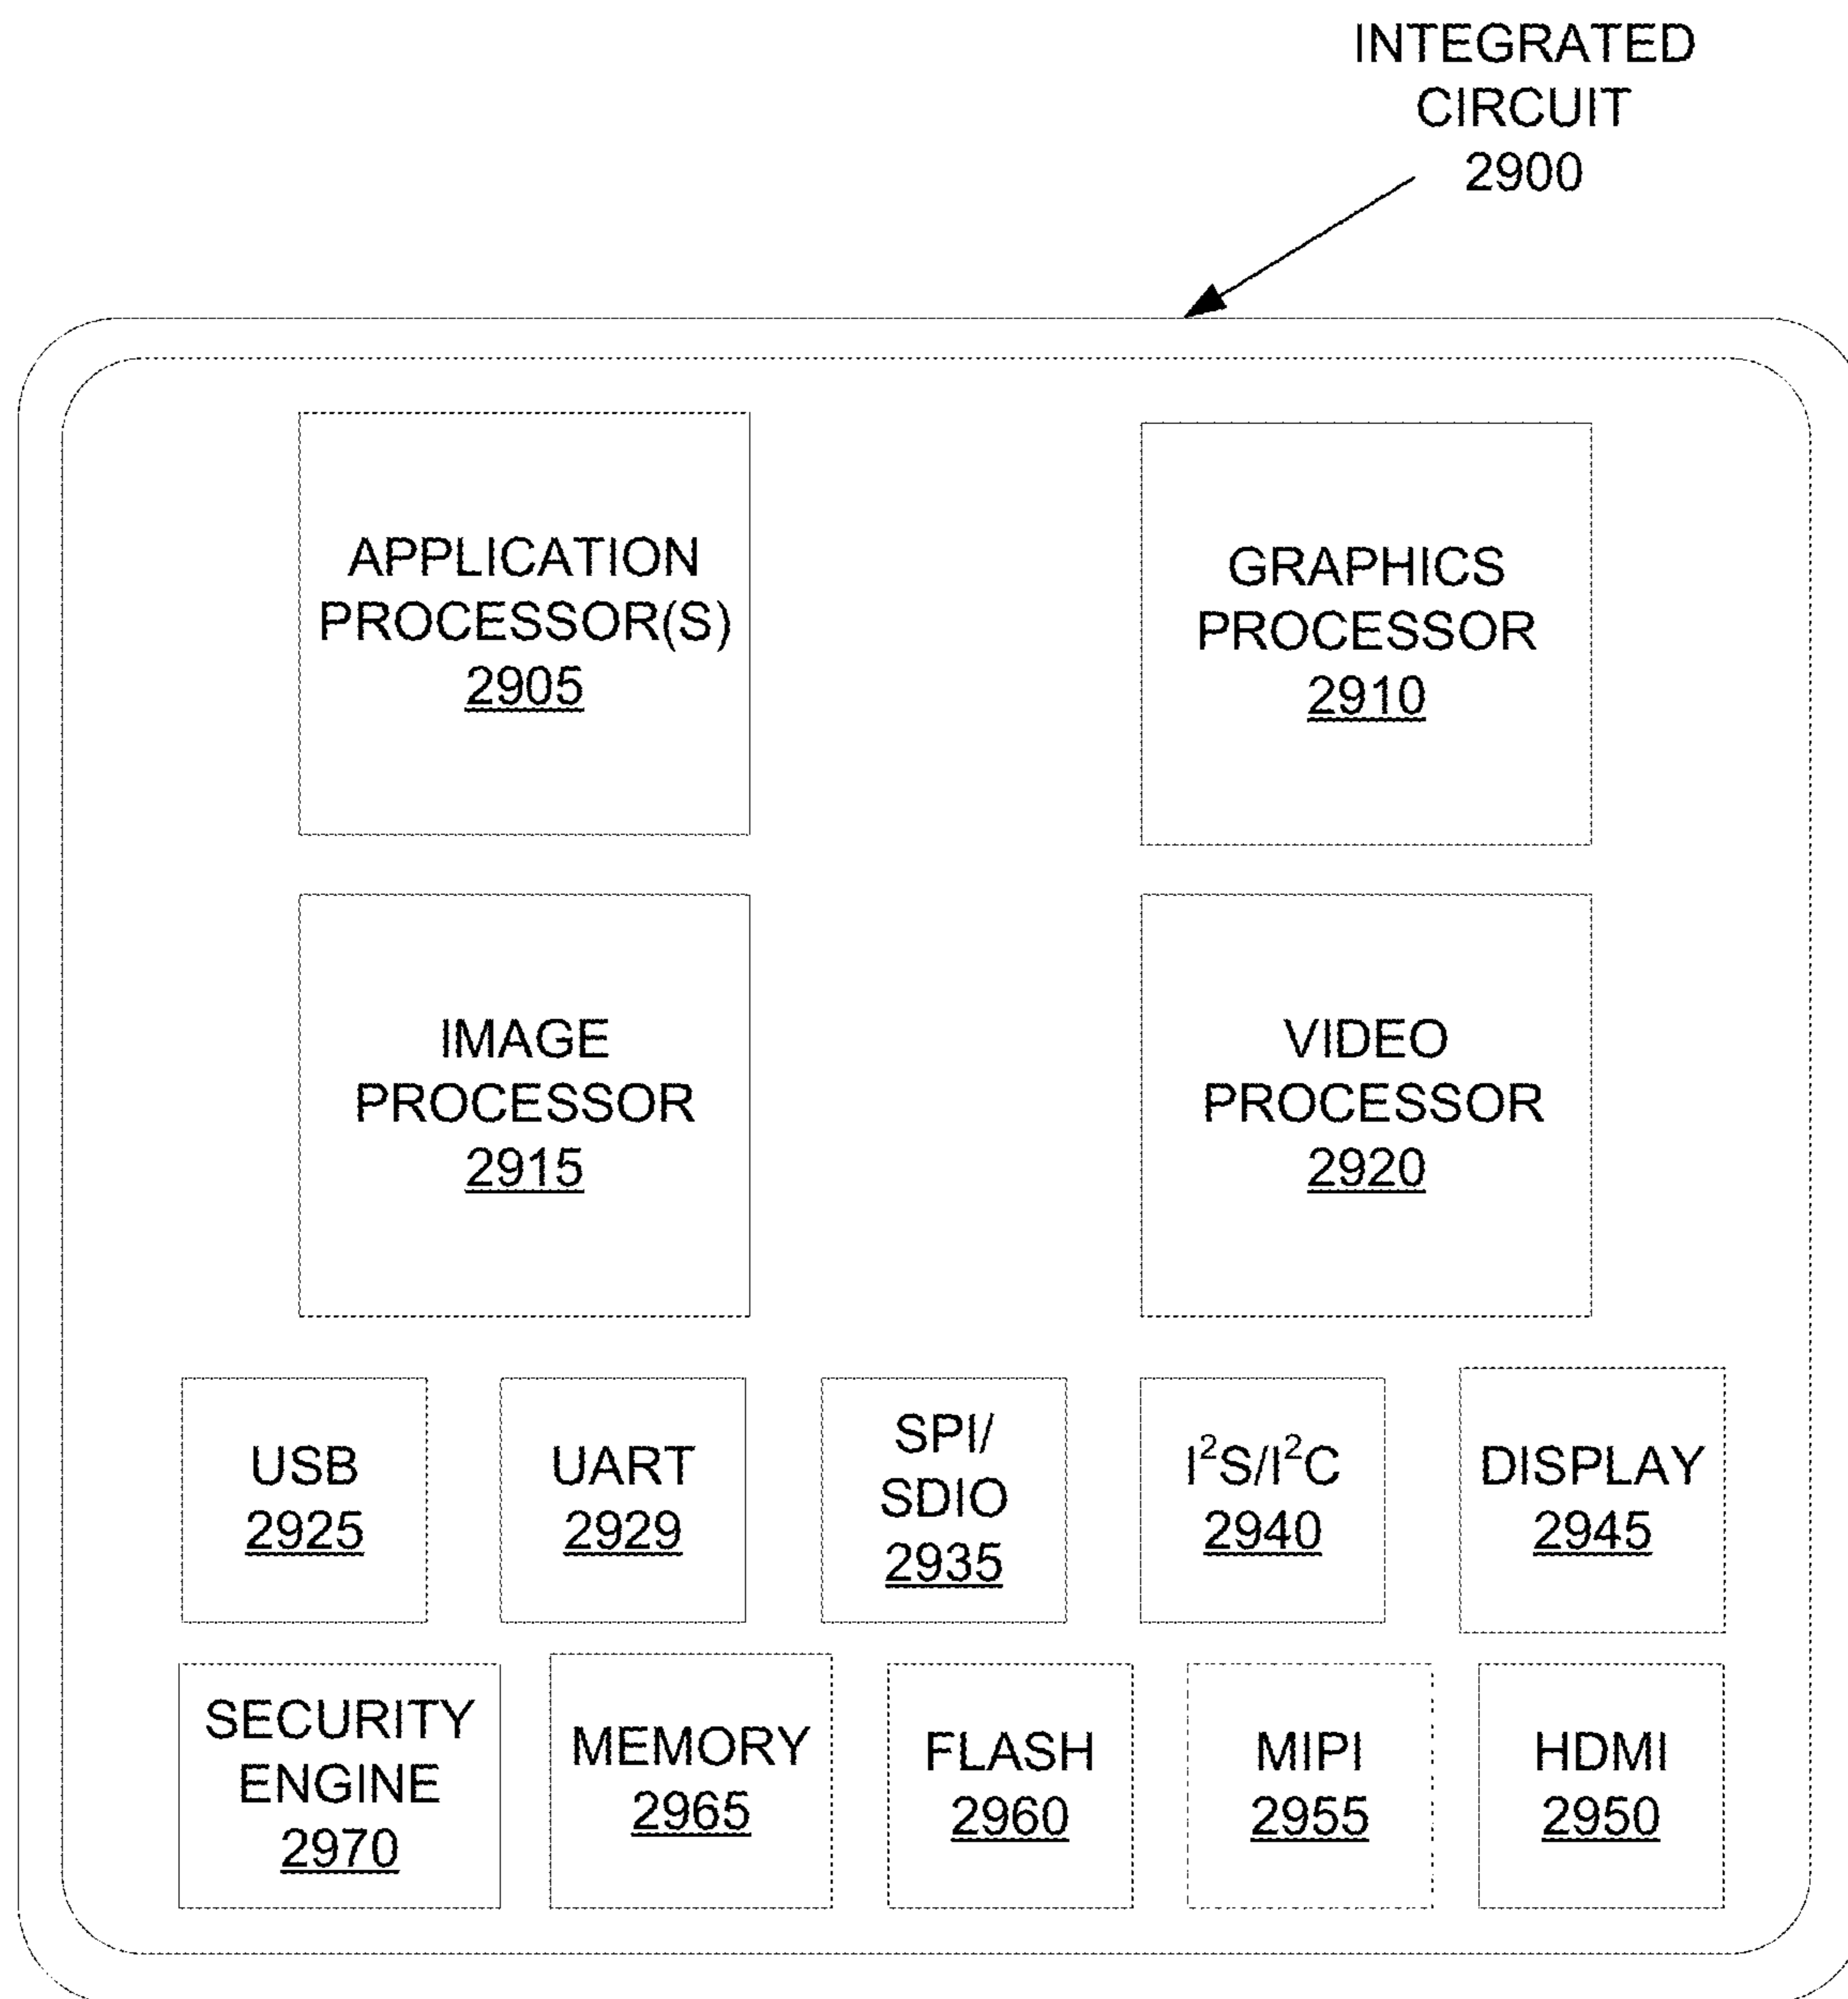 INTEGRATED
CIRCUIT
2900
APPLICATION
PROCESSOR(S)
2905
GRAPHICS
PROCESSOR
2910
IMAGE
PROCESSOR
2915
VIDEO
PROCESSOR
2920
USB
2925
UART
2929
SPI/
SDIO
2935
I²S/I²C
2940
DISPLAY
2945
SECURITY
ENGINE
2970
MEMORY
2965
FLASH
2960
MIPI
2955
HDMI
2950